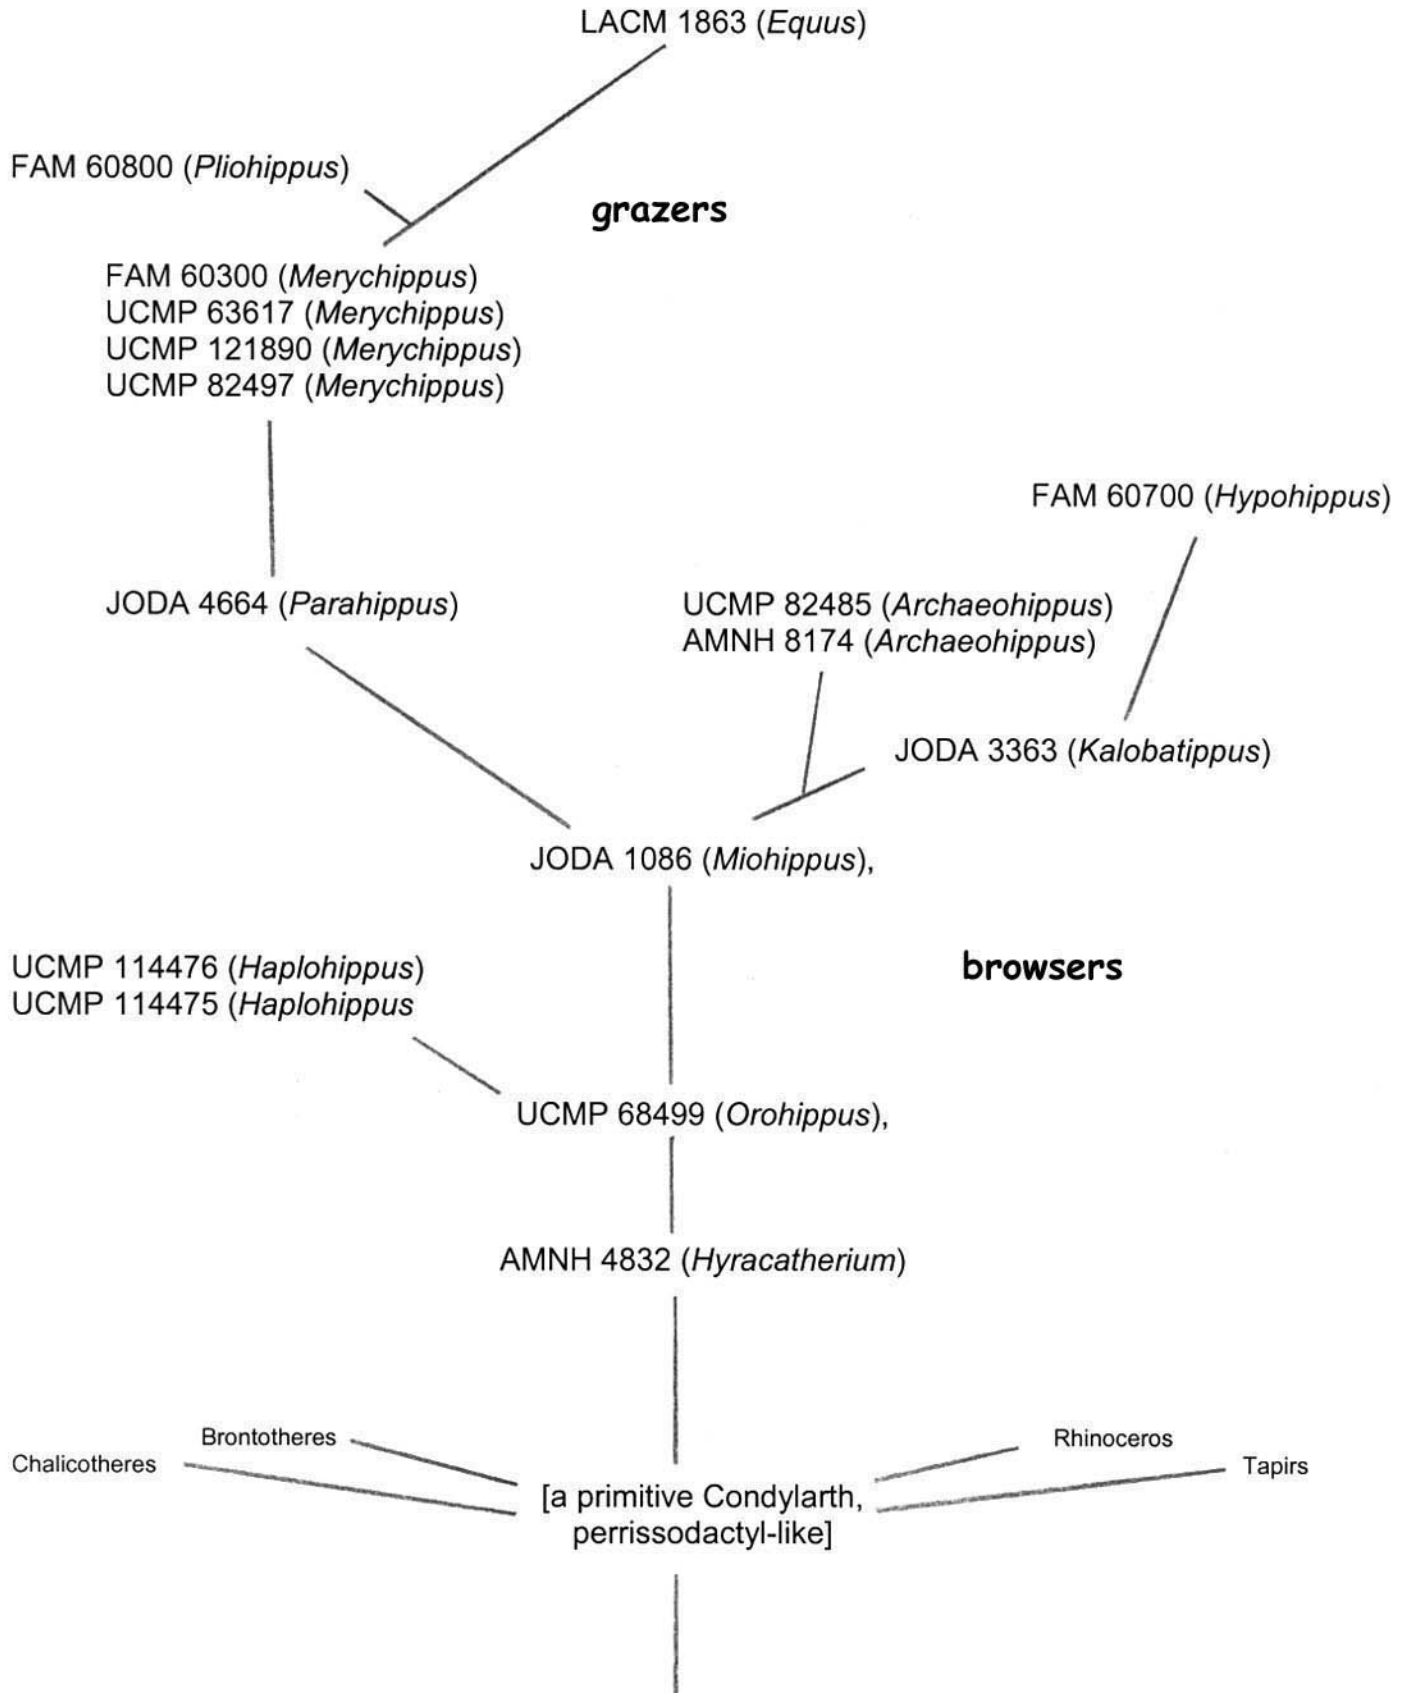 LACM 1863 (Equus)
FAM 60800 (Pliohippus)
grazers
FAM 60300 (Merychippus)
UCMP 63617 (Merychippus)
UCMP 121890 (Merychippus)
UCMP 82497 (Merychippus)
FAM 60700 (Hypohippus)
JODA 4664 (Parahippus)
UCMP 82485 (Archaeohippus)
AMNH 8174 (Archaeohippus)
JODA 3363 (Kalobatippus)
JODA 1086 (Miohippus),
browsers
UCMP 114476 (Haplohippus)
UCMP 114475 (Haplohippus
UCMP 68499 (Orohippus),
AMNH 4832 (Hyracatherium)
Brontotheres
Rhinoceros
Chalicotheres
Tapirs
[a primitive Condylarth,
perrissodactyl-like]